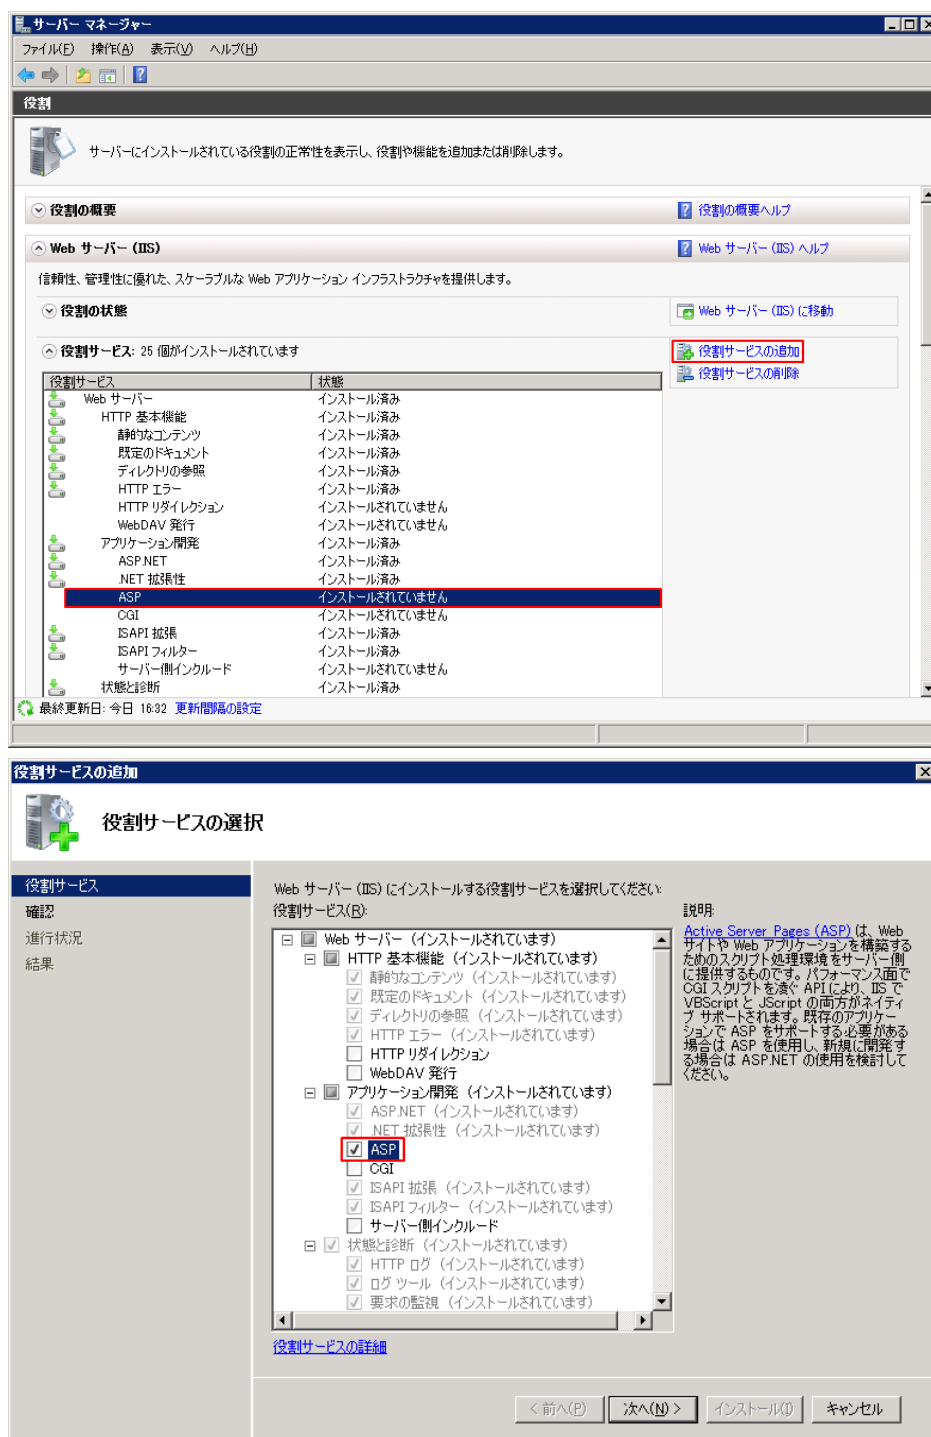 サーバー マネージャー
ファイル(F) 操作(A) 表示(V) ヘルプ(H)
役割
サーバーにインストールされている役割の正常性を表示し、役割や機能を追加または削除します。
役割の概要 役割の概要ヘルプ
Web サーバー (IIS) Web サーバー (IIS) ヘルプ
信頼性、管理性に優れた、スケーラブルな Web アプリケーション インフラストラクチャを提供します。
役割の状態 Web サーバー (IIS) に移動
役割サービス: 25 個がインストールされています 役割サービスの追加
役割サービスの削除
役割サービス 状態
Web サーバー インストール済み
HTTP 基本機能 インストール済み
静的なコンテンツ インストール済み
既定のドキュメント インストール済み
ディレクトリの参照 インストール済み
HTTP エラー インストール済み
HTTP リダイレクション インストールされていません
WebDAV 発行 インストールされていません
アプリケーション開発 インストール済み
ASP.NET インストール済み
.NET 拡張性 インストール済み
ASP インストールされていません
CGI インストールされていません
ISAPI 拡張 インストール済み
ISAPI フィルター インストール済み
サーバー側インクルード インストールされていません
状態と診断 インストール済み
最終更新日: 今日 16:32 更新間隔の設定
役割サービスの追加
役割サービスの選択
役割サービス
確認
進行状況
結果
Web サーバー (IIS) にインストールする役割サービスを選択してください:
役割サービス(R):
Web サーバー (インストールされています)
HTTP 基本機能 (インストールされています)
静的なコンテンツ (インストールされています)
既定のドキュメント (インストールされています)
ディレクトリの参照 (インストールされています)
HTTP エラー (インストールされています)
HTTP リダイレクション
WebDAV 発行
アプリケーション開発 (インストールされています)
ASP.NET (インストールされています)
.NET 拡張性 (インストールされています)
ASP
CGI
ISAPI 拡張 (インストールされています)
ISAPI フィルター (インストールされています)
サーバー側インクルード
状態と診断 (インストールされています)
HTTP ログ (インストールされています)
ログ ツール (インストールされています)
要求の監視 (インストールされています)
役割サービスの詳細
説明:
Active Server Pages (ASP) は、Web
サイトや Web アプリケーションを構築する
ためのスクリプト処理環境をサーバー側
に提供するものです。パフォーマンス面で
CGI スクリプトを凌ぐ API により、IIS で
VBScript と JScript の両方がネイティ
ブ サポートされます。既存のアプリケー
ションで ASP をサポートする必要がある
場合は ASP を使用し、新規に開発す
る場合は ASP.NET の使用を検討して
ください。
< 前へ(P) 次へ(N) > インストール(I) キャンセル